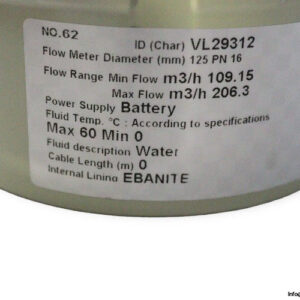 NO.62
ID (Char) VL29312
Flow Meter Diameter (mm) 125 PN 16
Flow Range Min Flow m3/h 109.15
Max Flow m3/h 206.3
Power Supply Battery
Fluid Temp. °C : According to specifications
Max 60 Min 0
Fluid description Water
Cable Length (m) 0
Internal Lining EBANITE